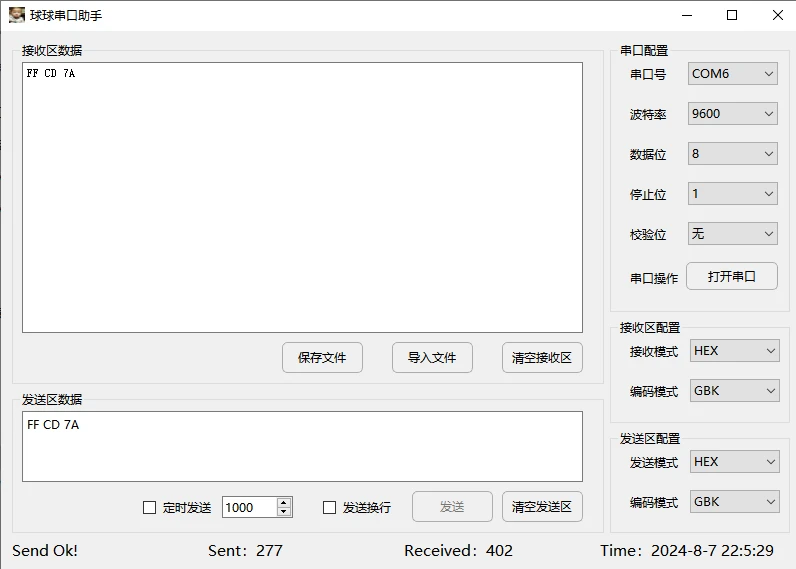 球球串口助手
接收区数据
FF CD 7A
保存文件 导入文件 清空接收区
发送区数据
FF CD 7A
定时发送 1000 发送换行 发送 清空发送区
串口配置
串口号 COM6
波特率 9600
数据位 8
停止位 1
校验位 无
串口操作 打开串口
接收区配置
接收模式 HEX
编码模式 GBK
发送区配置
发送模式 HEX
编码模式 GBK
Send Ok! Sent：277 Received：402 Time：2024-8-7 22:5:29